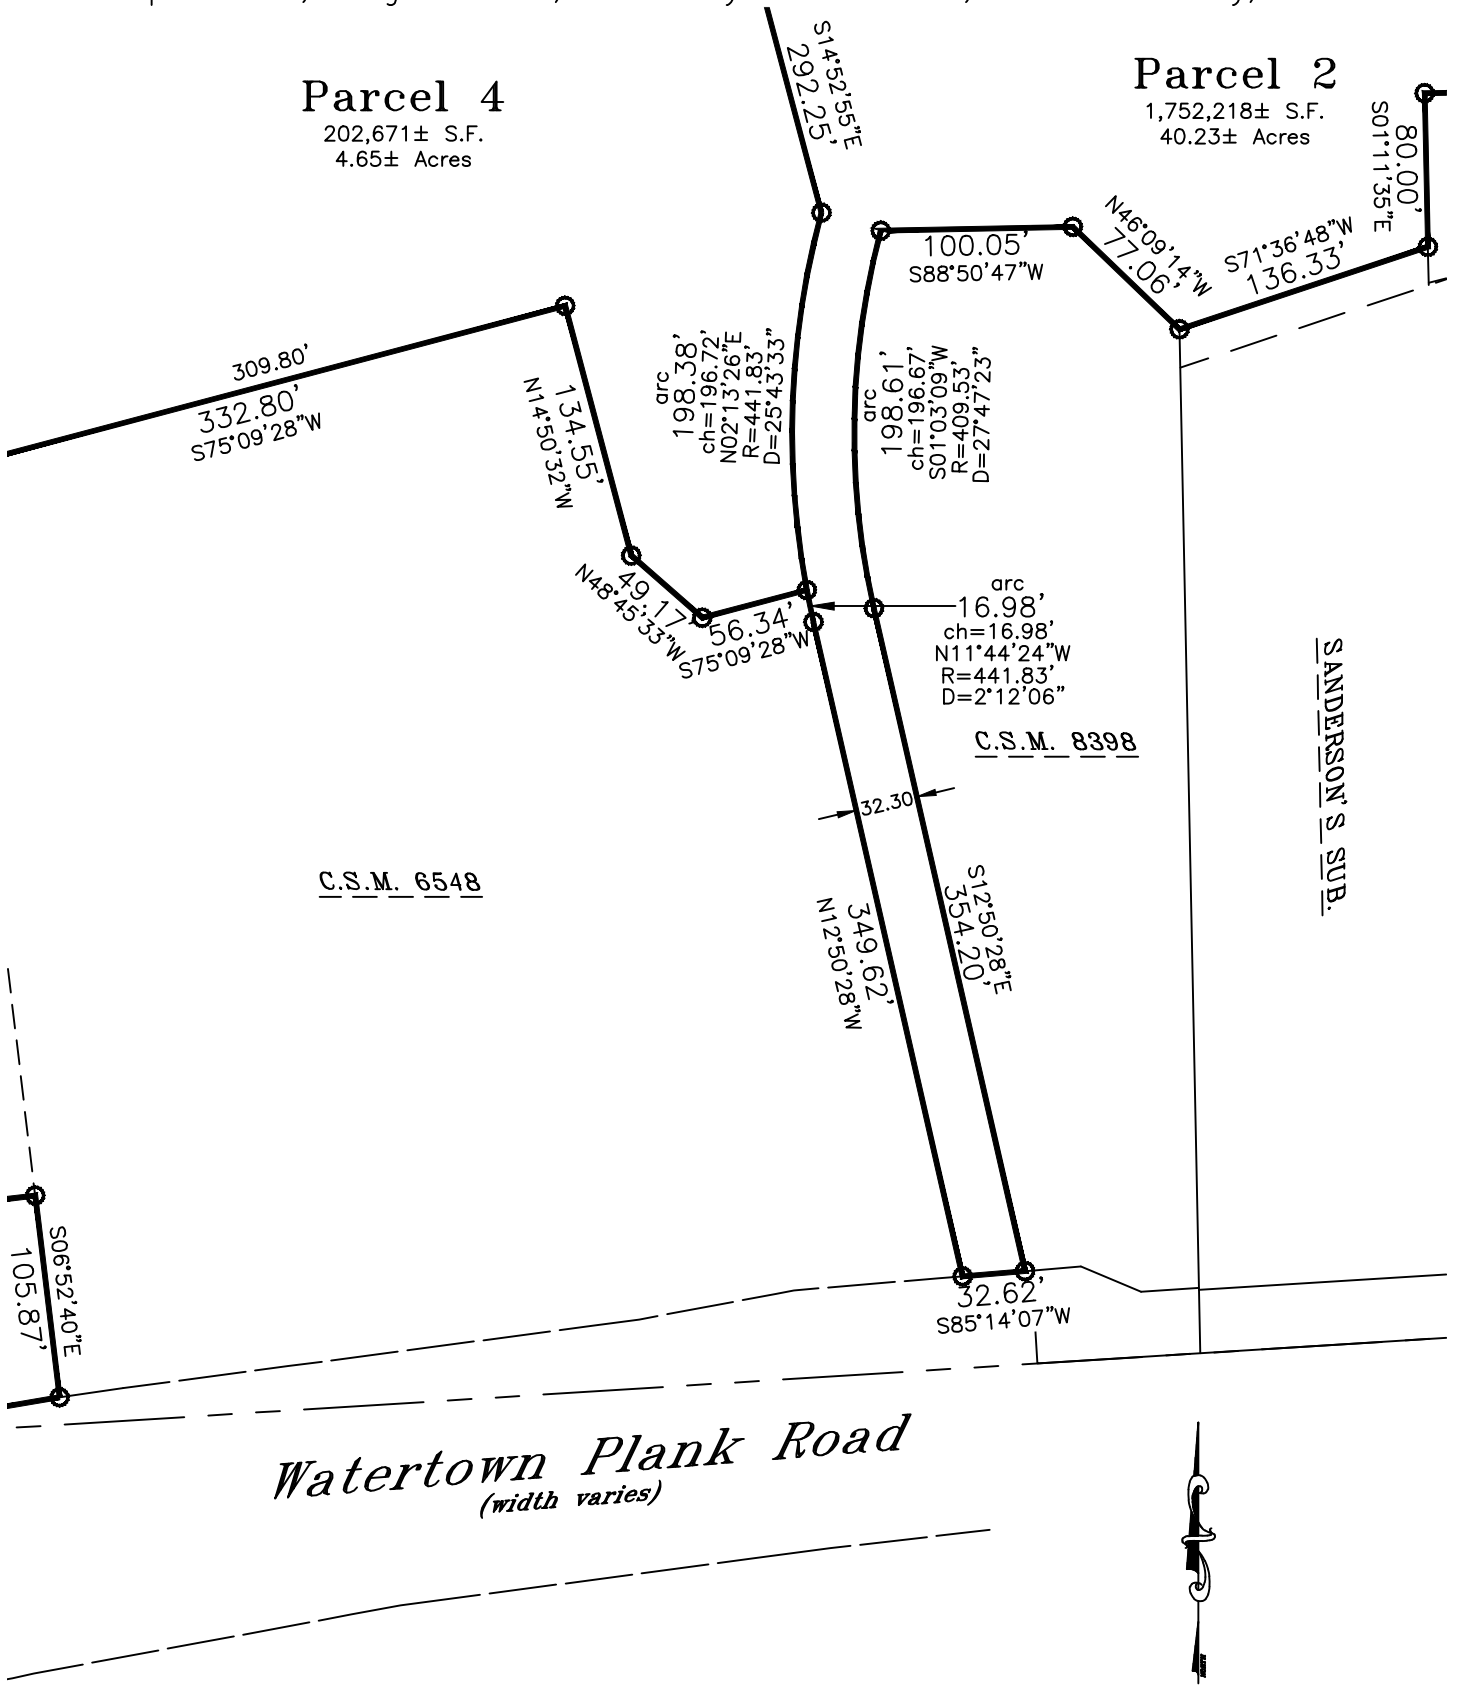 Parcel 4
202,671± S.F.
4.65± Acres
S14°52'55"E
292.25'
Parcel 2
1,752,218± S.F.
40.23± Acres
80.00'
S01°11'35"E
N46°09'14"W
77.06'
S71°36'48"W
136.33'
100.05'
S88°50'47"W
309.80'
332.80'
S75°09'28"W
134.55'
N14°50'32"W
arc
198.38'
ch=196.72'
N02°13'26"E
R=441.83'
D=25°43'33"
arc
198.61'
ch=196.67'
S01°03'09"W
R=409.53'
D=27°47'23"
49.17'
N48°45'33"W
56.34'
S75°09'28"W
arc
16.98'
ch=16.98'
N11°44'24"W
R=441.83'
D=2°12'06"
C.S.M. 8398
SANDERSON'S SUB.
32.30
C.S.M. 6548
S12°50'28"E
354.20'
349.62'
N12°50'28"W
S06°52'40"E
105.87'
32.62'
S85°14'07"W
Watertown Plank Road
(width varies)